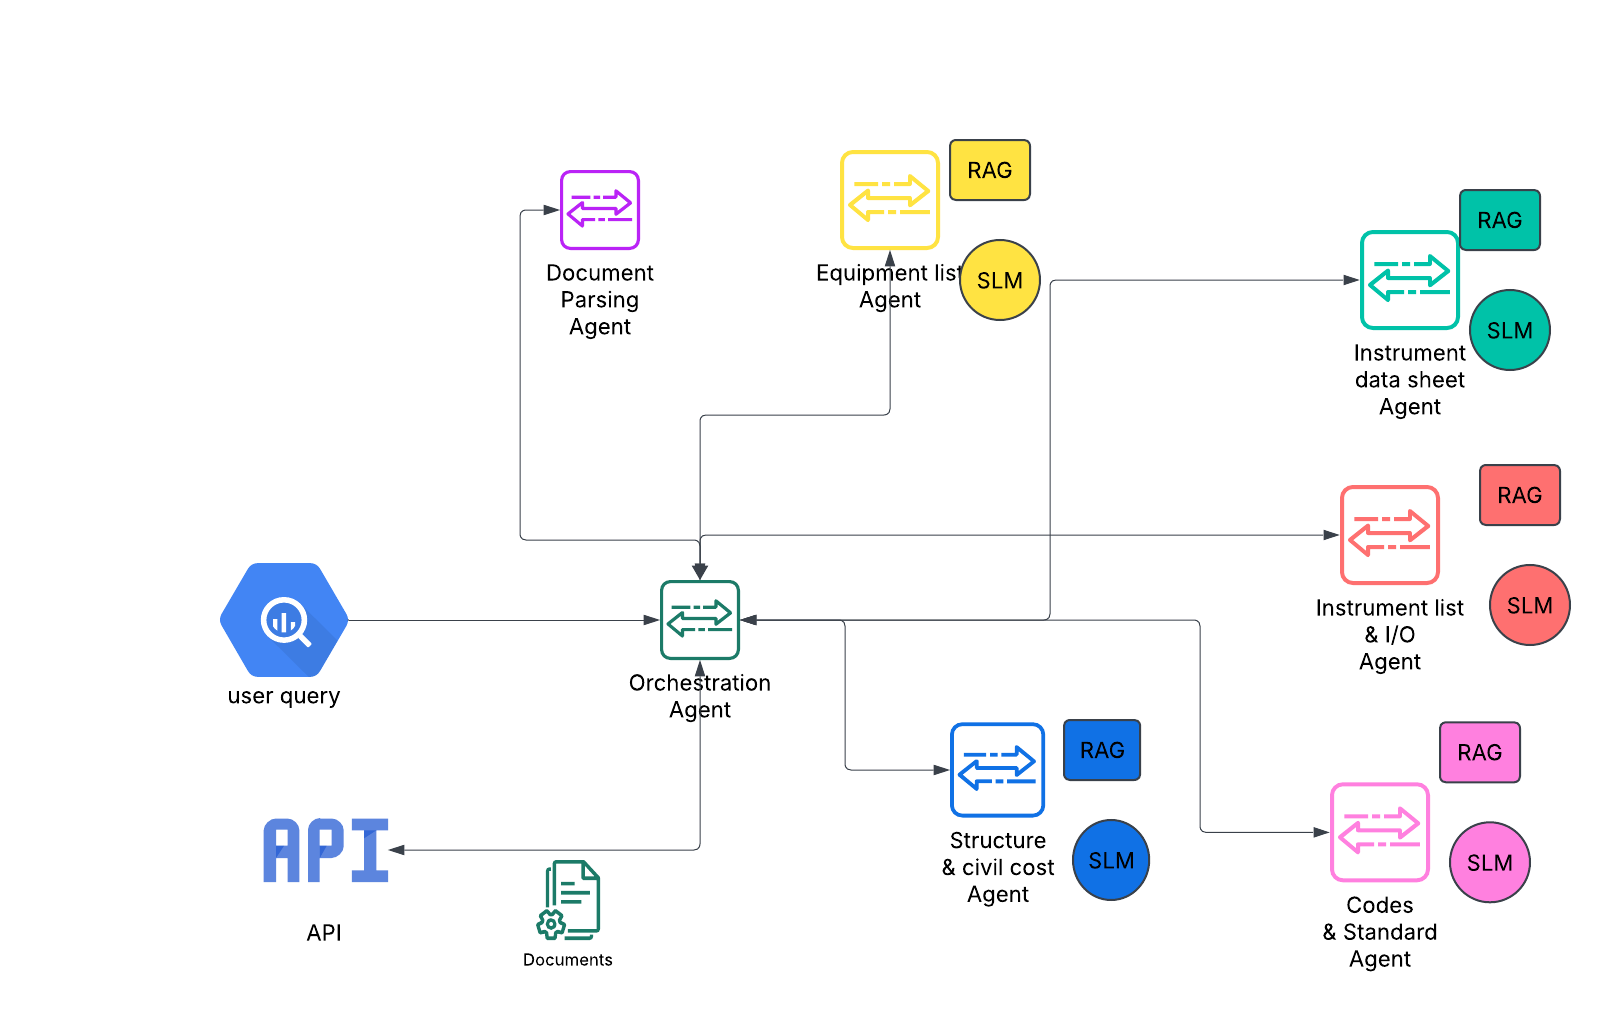 RAG
Document
Parsing
Agent
Equipment list
Agent
SLM
RAG
SLM
Instrument
data sheet
Agent
RAG
SLM
Instrument list
& I/O
Agent
user query
Orchestration
Agent
RAG
SLM
Structure
& civil cost
Agent
RAG
SLM
Codes
& Standard
Agent
API
API
Documents